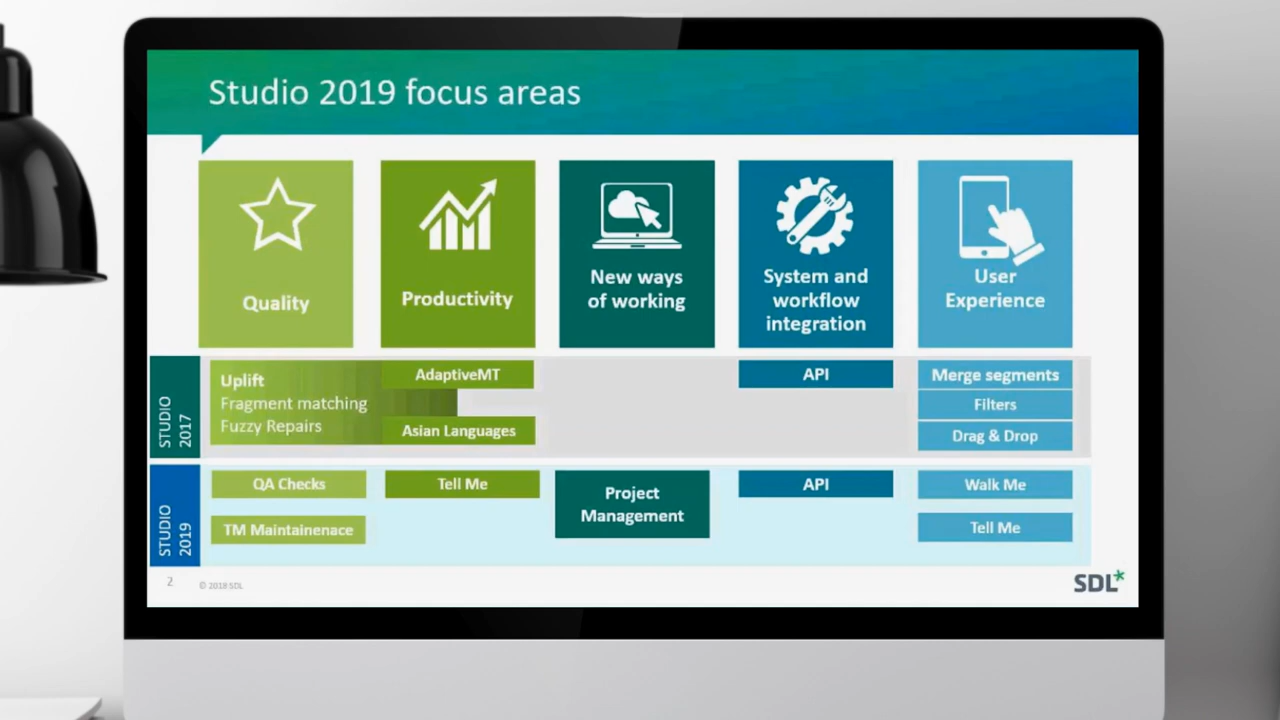 Studio 2019 focus areas
Quality
Productivity
New ways
of working
System and
workflow
integration
User
Experience
STUDIO
2017
Uplift
Fragment matching
Fuzzy Repairs
AdaptiveMT
Asian Languages
API
Merge segments
Filters
Drag & Drop
STUDIO
2019
QA Checks
TM Maintainenace
Tell Me
Project
Management
API
Walk Me
Tell Me
2
© 2018 SDL
SDL*